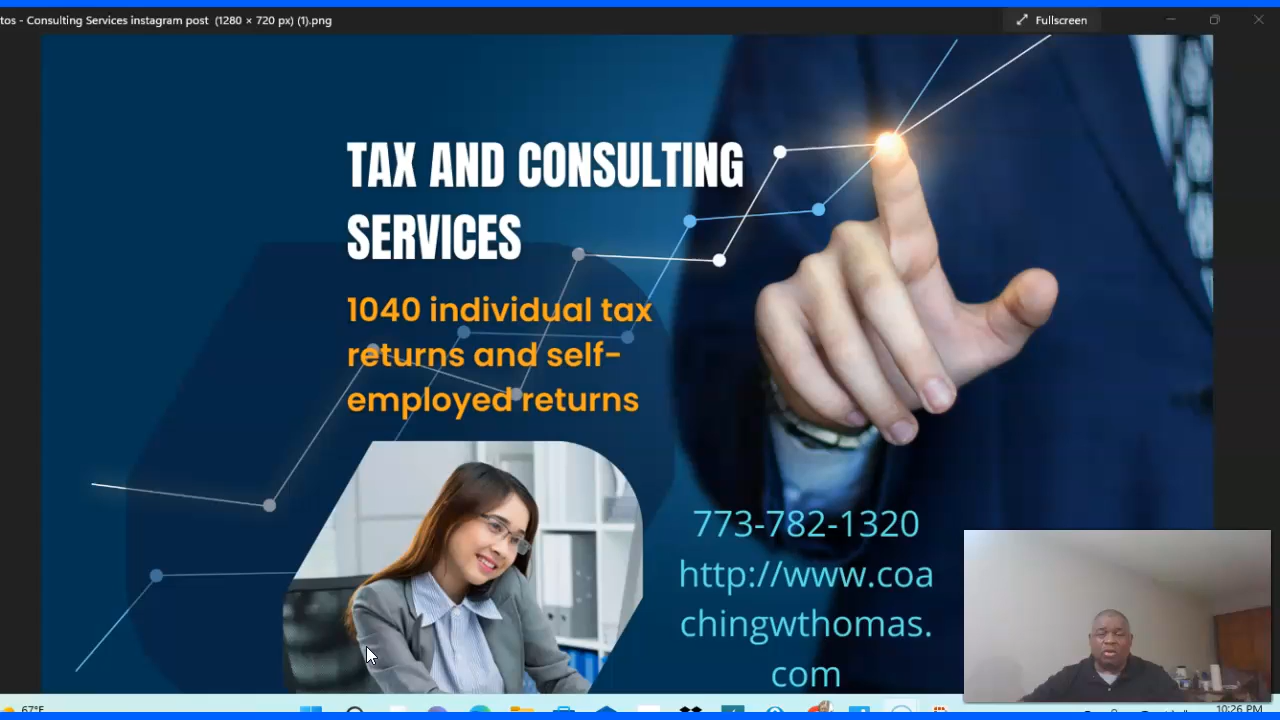 tos - Consulting Services instagram post (1280 × 720 px) (1).png
Fullscreen
TAX AND CONSULTING
SERVICES
1040 individual tax
returns and self-
employed returns
773-782-1320
http://www.coa
chingwthomas.
com
67°F
10:26 PM